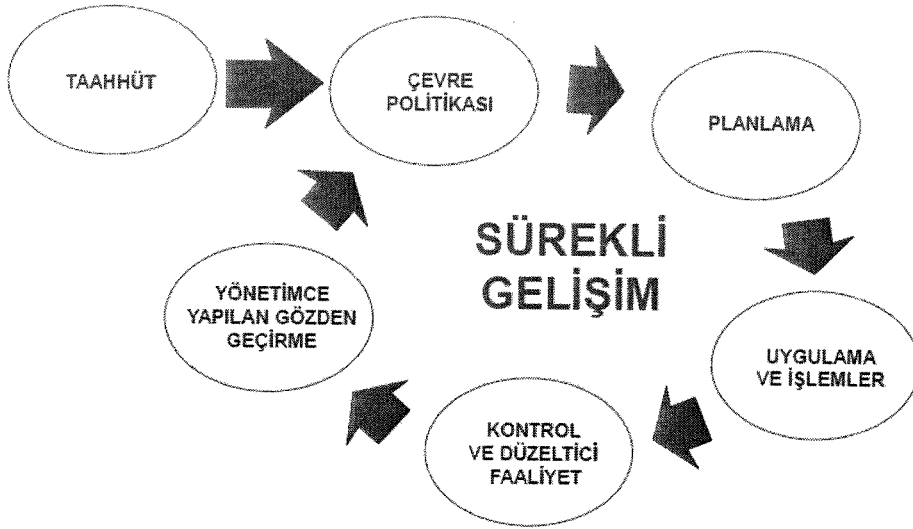 TAAHHÜT
ÇEVRE
POLİTİKASI
PLANLAMA
SÜREKLİ
GELİŞİM
UYGULAMA
VE İŞLEMLER
KONTROL
VE DÜZELTİCİ
FAALİYET
YÖNETİMCE
YAPILAN GÖZDEN
GEÇİRME